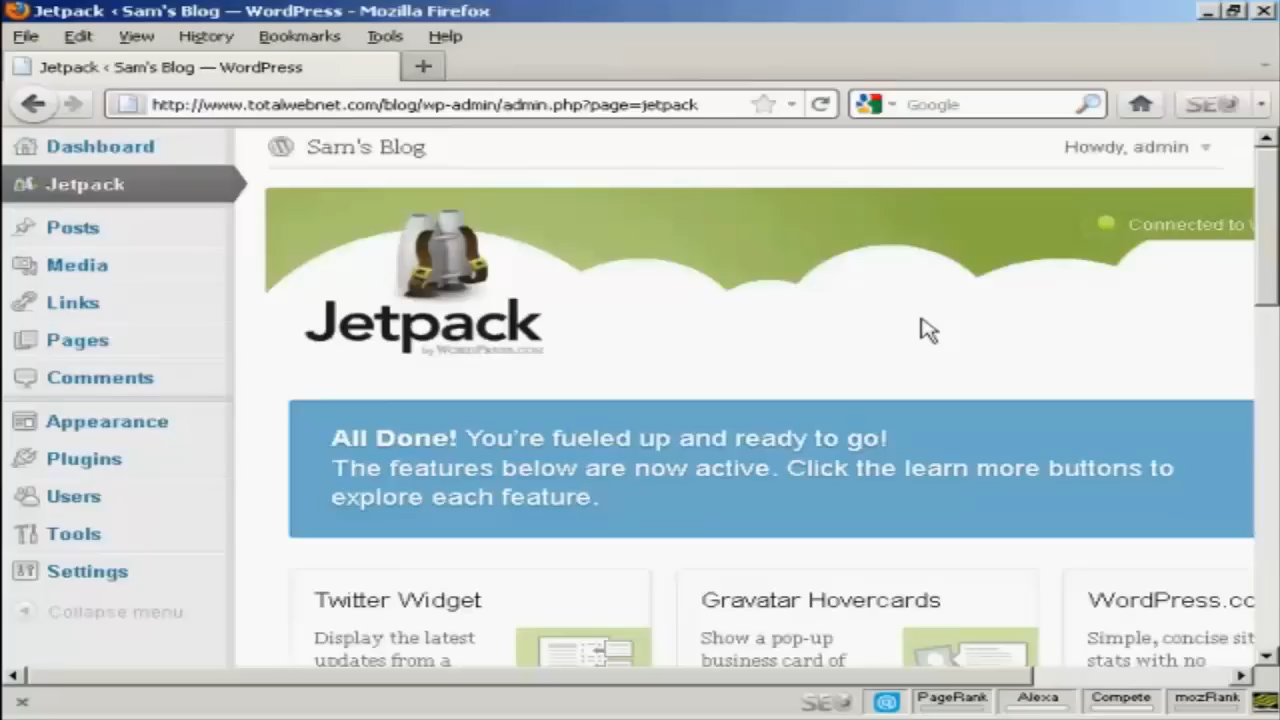 Jetpack ‹ Sam's Blog — WordPress - Mozilla Firefox
File Edit View History Bookmarks Tools Help
Jetpack ‹ Sam's Blog — WordPress
http://www.totalwebnet.com/blog/wp-admin/admin.php?page=jetpack
Google
Dashboard
Jetpack
Posts
Media
Links
Pages
Comments
Appearance
Plugins
Users
Tools
Settings
Collapse menu
Sam's Blog
Howdy, admin
Connected to
Jetpack
by WORDPRESS.COM
All Done! You're fueled up and ready to go!
The features below are now active. Click the learn more buttons to
explore each feature.
Twitter Widget
Display the latest
updates from a
Gravatar Hovercards
Show a pop-up
business card of
WordPress.co
Simple, concise sit
stats with no
PageRank Alexa Compete mozRank